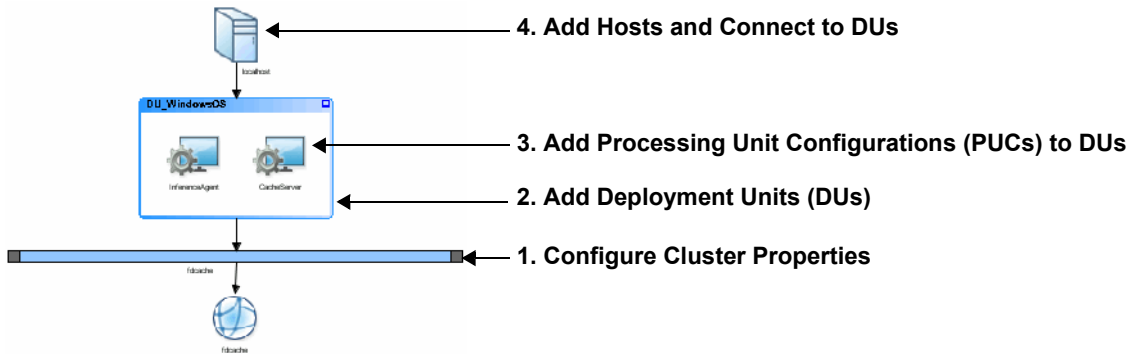 4. Add Hosts and Connect to DUs
localhost
DU_WindowsOS
3. Add Processing Unit Configurations (PUCs) to DUs
InferenceAgent
CacheServer
2. Add Deployment Units (DUs)
1. Configure Cluster Properties
fdcache
fdcache